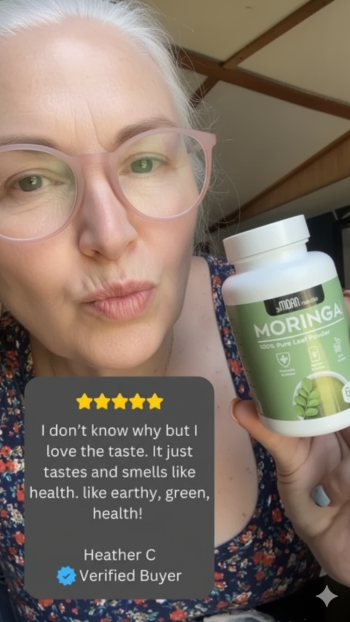 MORINGA
100% Pure Leaf Powder
I don't know why but I
love the taste. It just
tastes and smells like
health. like earthy, green,
health!
Heather C
Verified Buyer